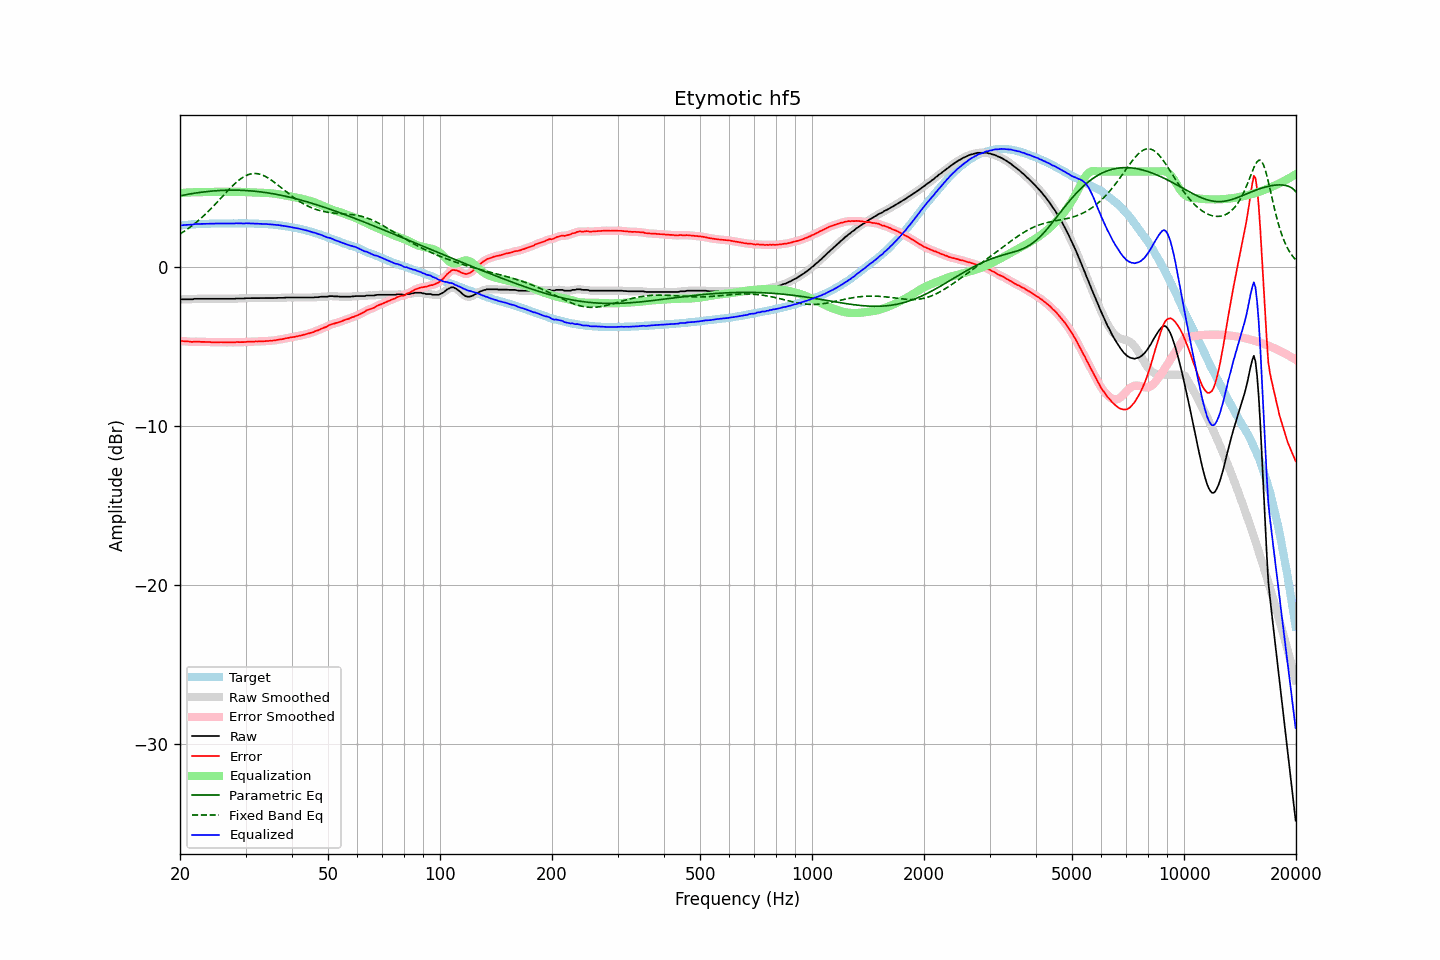 Etymotic hf5
Amplitude (dBr)
0
−10
−20
−30
Target
Raw Smoothed
Error Smoothed
Raw
Error
Equalization
Parametric Eq
Fixed Band Eq
Equalized
20 50 100 200 500 1000 2000 5000 10000 20000
Frequency (Hz)